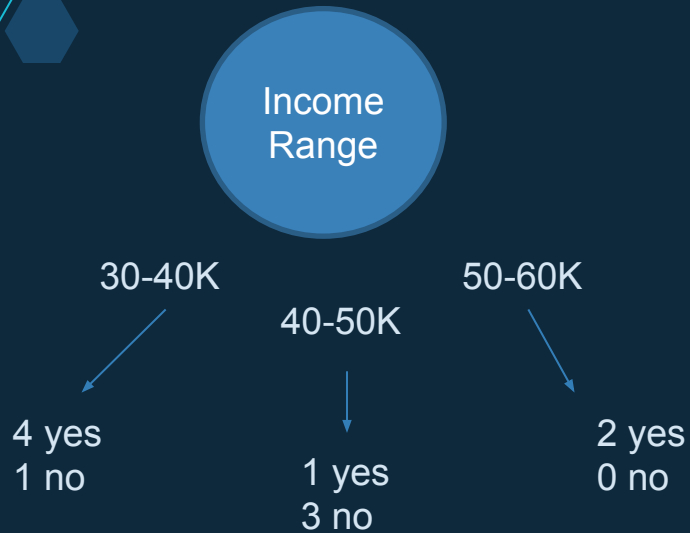 Income
Range
30-40K
40-50K
50-60K
4 yes
1 no
1 yes
3 no
2 yes
0 no